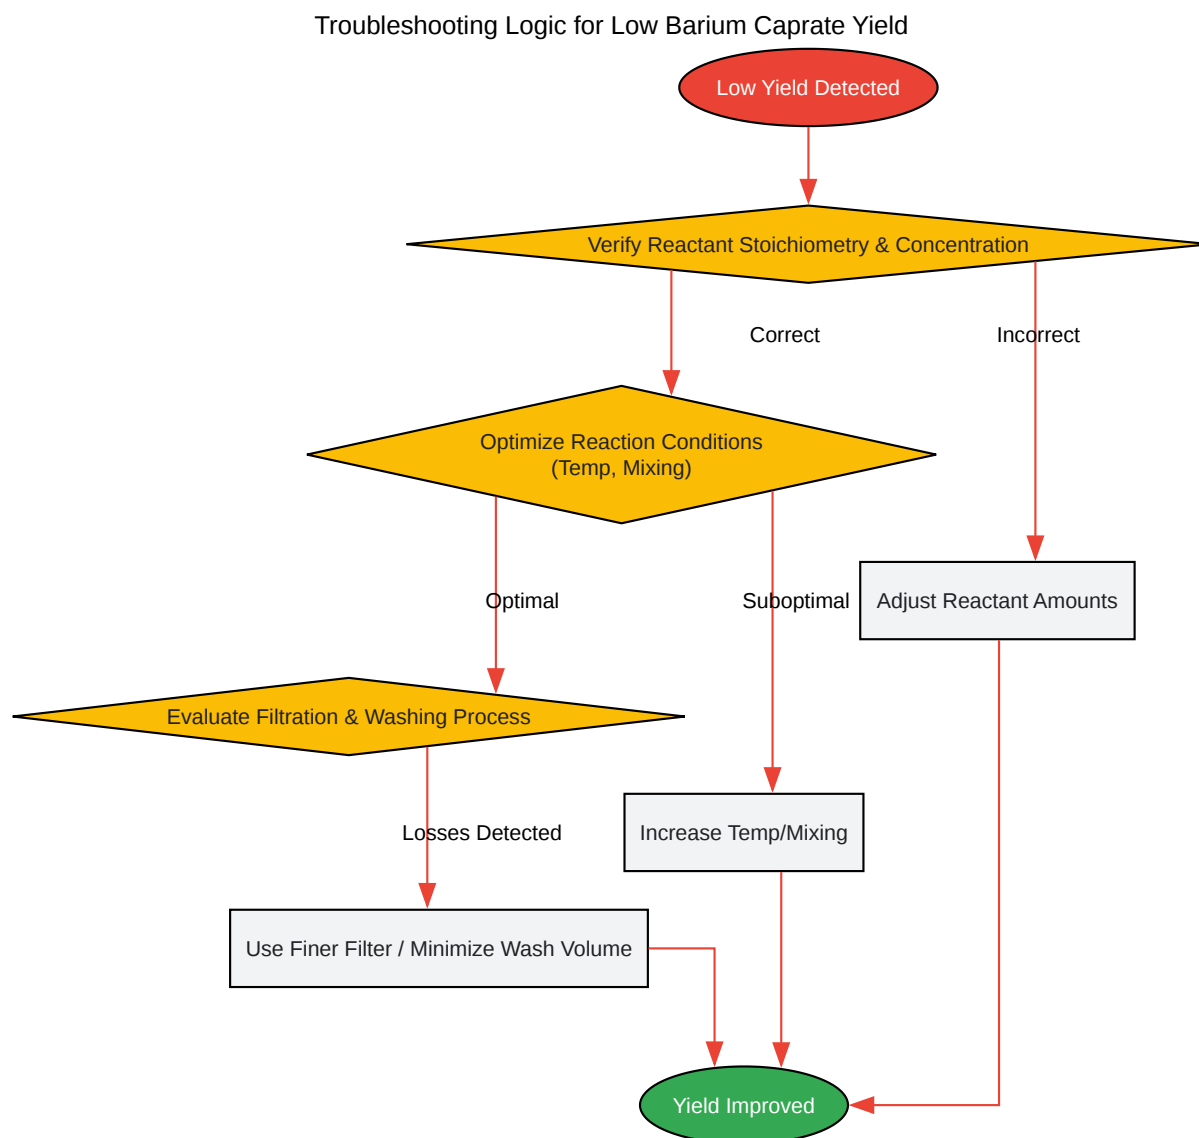 Troubleshooting Logic for Low Barium Caprate Yield
Low Yield Detected
Verify Reactant Stoichiometry & Concentration
Correct
Incorrect
Optimize Reaction Conditions
(Temp, Mixing)
Optimal
Suboptimal
Adjust Reactant Amounts
Evaluate Filtration & Washing Process
Losses Detected
Increase Temp/Mixing
Use Finer Filter / Minimize Wash Volume
Yield Improved